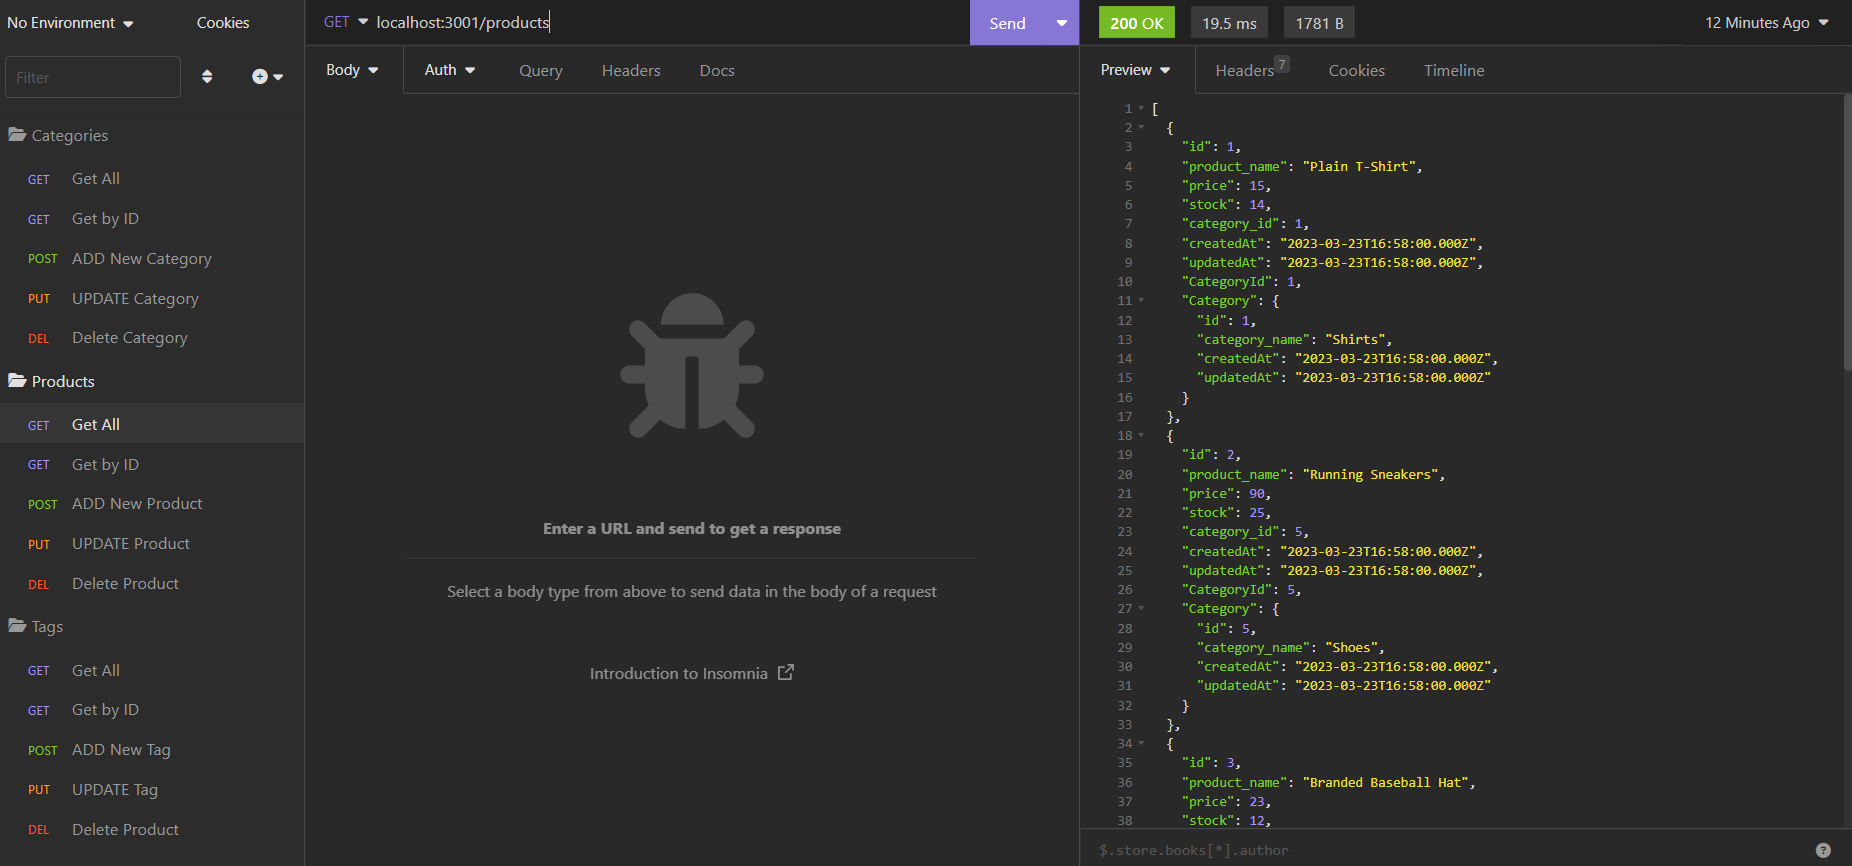 No Environment
Cookies
Filter
Categories
GET Get All
GET Get by ID
POST ADD New Category
PUT UPDATE Category
DEL Delete Category
Products
GET Get All
GET Get by ID
POST ADD New Product
PUT UPDATE Product
DEL Delete Product
Tags
GET Get All
GET Get by ID
POST ADD New Tag
PUT UPDATE Tag
DEL Delete Product
GET localhost:3001/products
Send
Body Auth Query Headers Docs
Enter a URL and send to get a response
Select a body type from above to send data in the body of a request
Introduction to Insomnia
200 OK 19.5 ms 1781 B 12 Minutes Ago
Preview Headers 7 Cookies Timeline
1 [
2 {
3 "id": 1,
4 "product_name": "Plain T-Shirt",
5 "price": 15,
6 "stock": 14,
7 "category_id": 1,
8 "createdAt": "2023-03-23T16:58:00.000Z",
9 "updatedAt": "2023-03-23T16:58:00.000Z",
10 "CategoryId": 1,
11 "Category": {
12 "id": 1,
13 "category_name": "Shirts",
14 "createdAt": "2023-03-23T16:58:00.000Z",
15 "updatedAt": "2023-03-23T16:58:00.000Z"
16 }
17 },
18 {
19 "id": 2,
20 "product_name": "Running Sneakers",
21 "price": 90,
22 "stock": 25,
23 "category_id": 5,
24 "createdAt": "2023-03-23T16:58:00.000Z",
25 "updatedAt": "2023-03-23T16:58:00.000Z",
26 "CategoryId": 5,
27 "Category": {
28 "id": 5,
29 "category_name": "Shoes",
30 "createdAt": "2023-03-23T16:58:00.000Z",
31 "updatedAt": "2023-03-23T16:58:00.000Z"
32 }
33 },
34 {
35 "id": 3,
36 "product_name": "Branded Baseball Hat",
37 "price": 23,
38 "stock": 12,
$.store.books[*].author